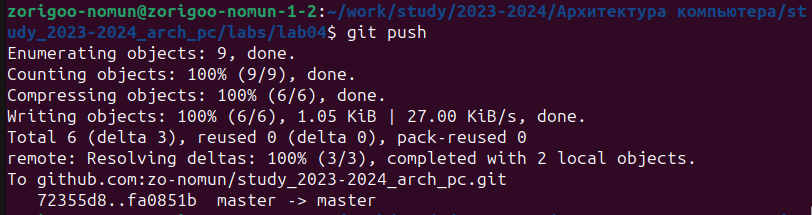 zorigoo-nomun@zorigoo-nomun-1-2:~/work/study/2023-2024/Архитектура компьютера/st
udy_2023-2024_arch_pc/labs/lab04$ git push
Enumerating objects: 9, done.
Counting objects: 100% (9/9), done.
Compressing objects: 100% (6/6), done.
Writing objects: 100% (6/6), 1.05 KiB | 27.00 KiB/s, done.
Total 6 (delta 3), reused 0 (delta 0), pack-reused 0
remote: Resolving deltas: 100% (3/3), completed with 2 local objects.
To github.com:zo-nomun/study_2023-2024_arch_pc.git
   72355d8..fa0851b  master -> master